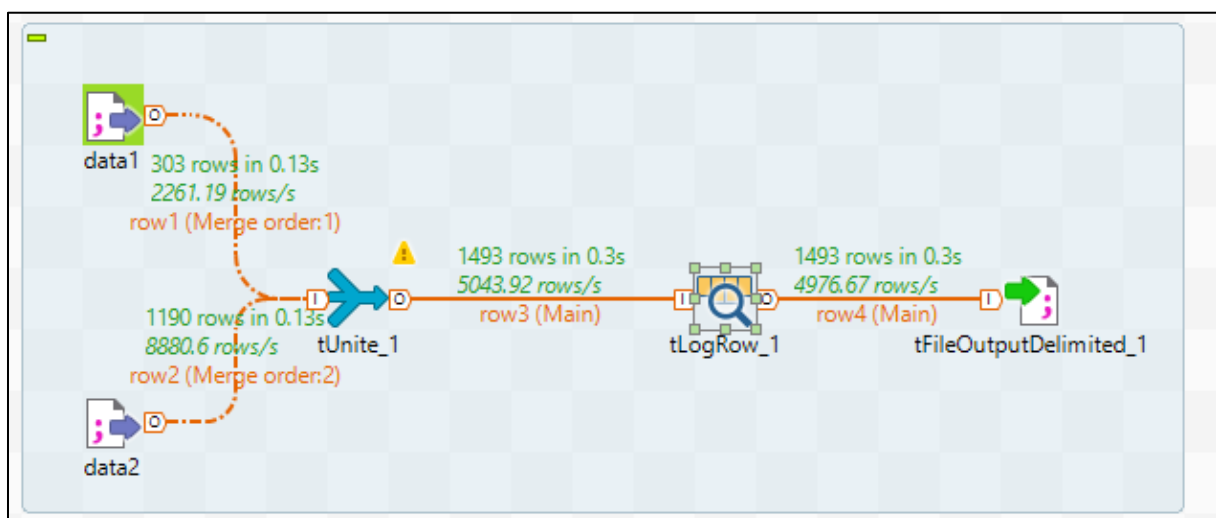 data1
303 rows in 0.13s
2261.19 rows/s
row1 (Merge order:1)
1190 rows in 0.13s
8880.6 rows/s
row2 (Merge order:2)
data2
I
O
tUnite_1
1493 rows in 0.3s
5043.92 rows/s
row3 (Main)
tLogRow_1
1493 rows in 0.3s
4976.67 rows/s
row4 (Main)
tFileOutputDelimited_1